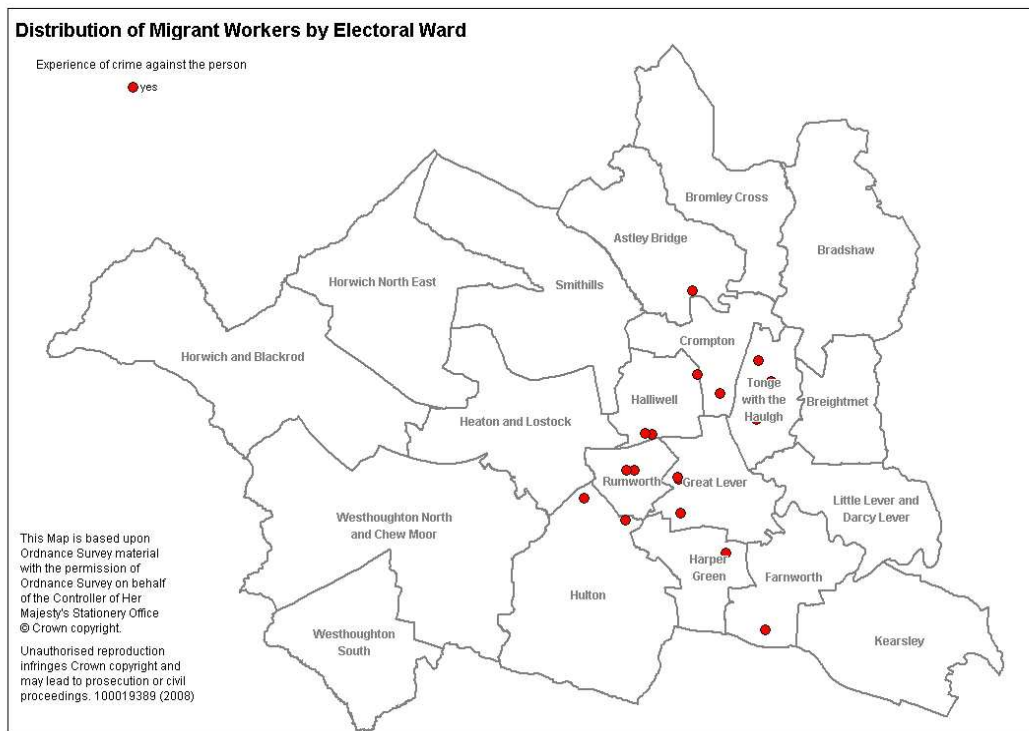 Distribution of Migrant Workers by Electoral Ward
Experience of crime against the person
yes
Bromley Cross
Astley Bridge
Bradshaw
Horwich North East
Smithills
Crompton
Horwich and Blackrod
Halliwell
Tonge
with the
Haulgh
Breightmet
Heaton and Lostock
Rumworth
Great Lever
Little Lever and
Darcy Lever
Westhoughton North
and Chew Moor
Harper
Green
Farnworth
Hulton
Westhoughton
South
Kearsley
This Map is based upon
Ordnance Survey material
with the permission of
Ordnance Survey on behalf
of the Controller of Her
Majesty's Stationery Office
© Crown copyright.
Unauthorised reproduction
infringes Crown copyright and
may lead to prosecution or civil
proceedings. 100019389 (2008)